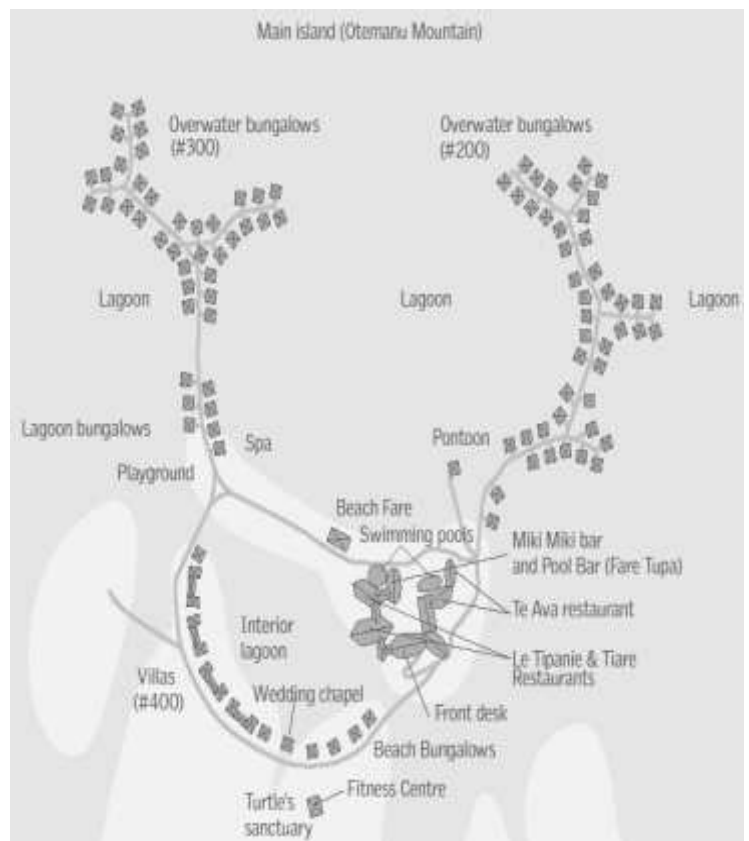 Main island (Otemanu Mountain)
Overwater bungalows
(#300)
Overwater bungalows
(#200)
Lagoon
Lagoon
Lagoon
Lagoon bungalows
Spa
Pontoon
Playground
Beach Fare
Swimming pools
Miki Miki bar
and Pool Bar (Fare Tupa)
Te Ava restaurant
Interior
lagoon
Le Tipanie & Tiare
Restaurants
Villas
(#400)
Wedding chapel
Front desk
Beach Bungalows
Fitness Centre
Turtle's
sanctuary